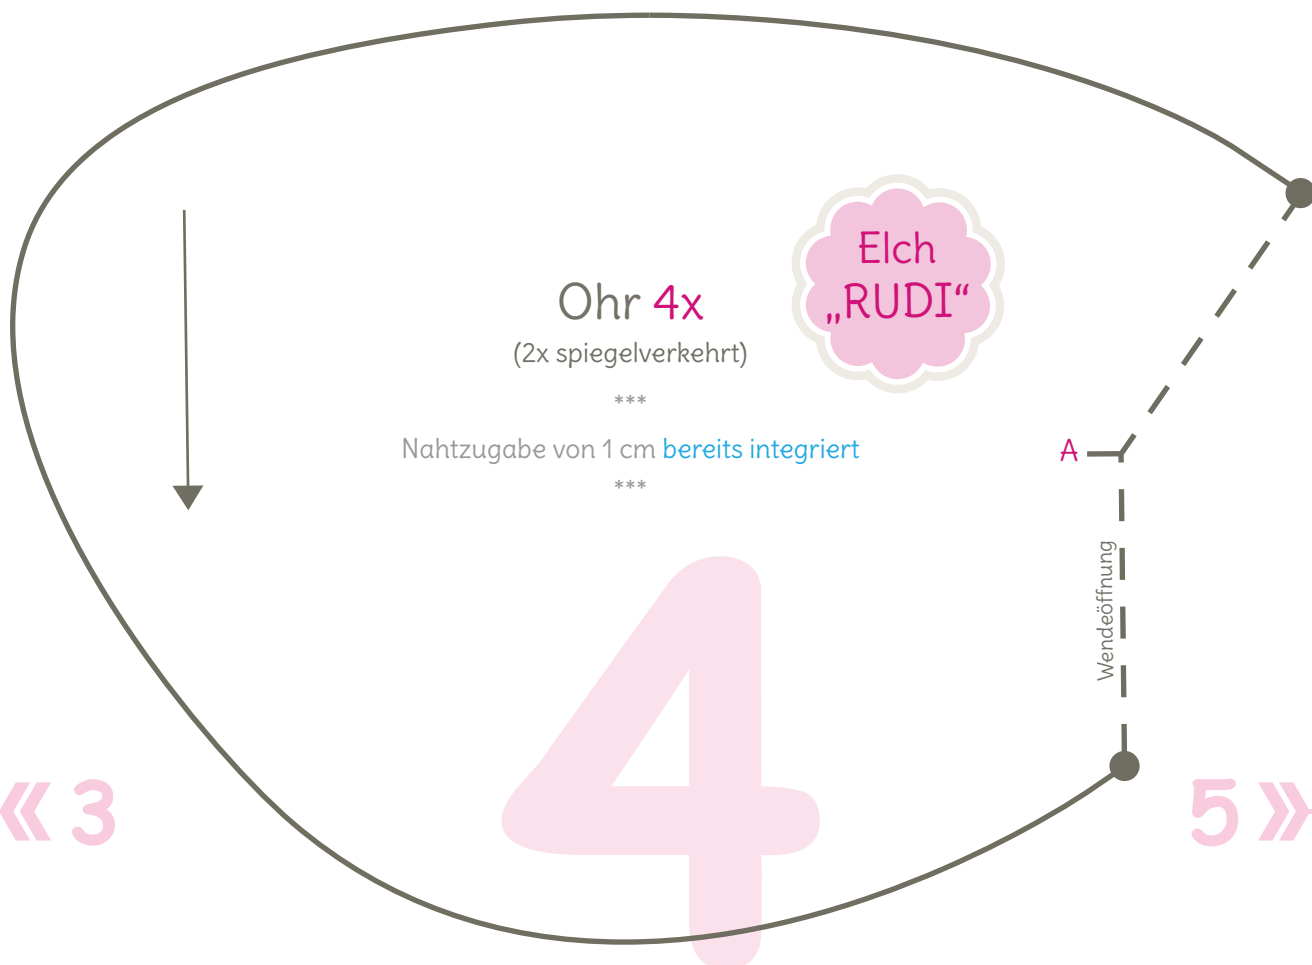 Elch
„RUDI“
Ohr 4x
(2x spiegelverkehrt)
***
Nahtzugabe von 1 cm bereits integriert
***
A
Wendeöffnung
4
« 3
5 »